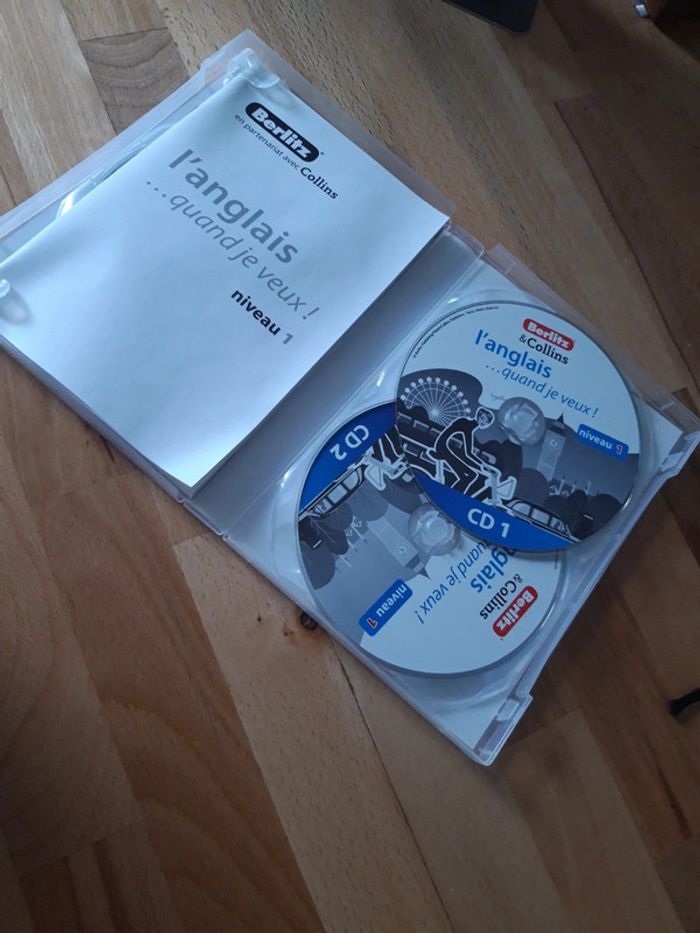 Berlitz
en partenariat avec Collins
l'anglais
...quand je veux !
niveau 1
Berlitz
& Collins
l'anglais
...quand je veux !
niveau 1
CD 1
CD 2
niveau 1
quand je veux !
nglais
& Collins
Berlitz